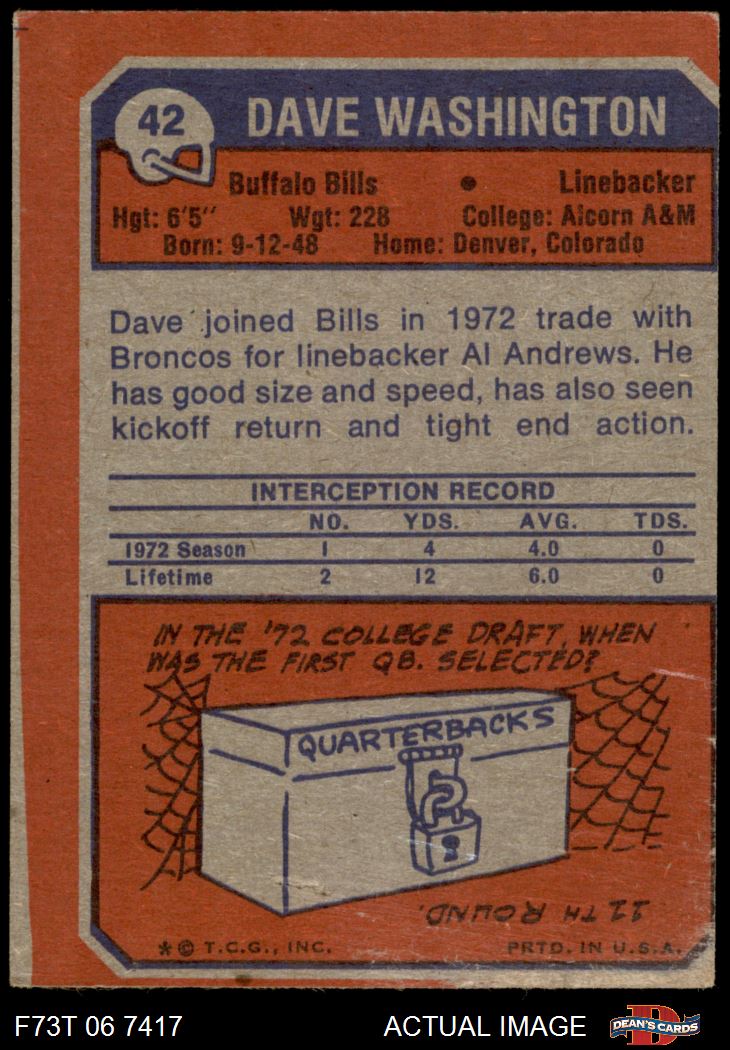 42
DAVE WASHINGTON
Buffalo Bills • Linebacker
Hgt: 6'5" Wgt: 228 College: Alcorn A&M
Born: 9-12-48 Home: Denver, Colorado
Dave joined Bills in 1972 trade with
Broncos for linebacker Al Andrews. He
has good size and speed, has also seen
kickoff return and tight end action.
INTERCEPTION RECORD
NO. YDS. AVG. TDS.
1972 Season 1 4 4.0 0
Lifetime 2 12 6.0 0
IN THE '72 COLLEGE DRAFT, WHEN
WAS THE FIRST QB. SELECTED?
QUARTERBACKS
11TH ROUND.
*© T.C.G., INC. PRTD. IN U.S.A.
F73T 06 7417 ACTUAL IMAGE DEAN'S CARDS